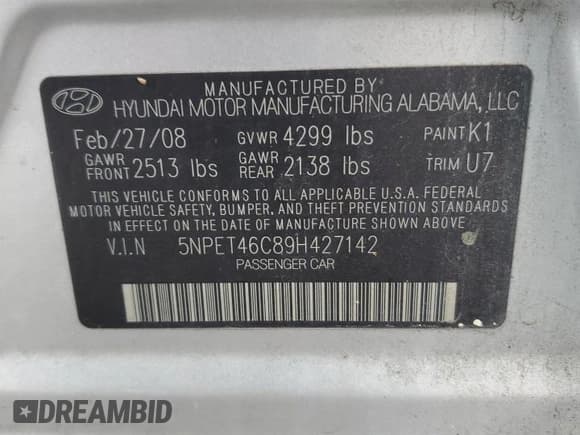 MANUFACTURED BY
HYUNDAI MOTOR MANUFACTURING ALABAMA, LLC
Feb/27/08 GVWR 4299 lbs PAINT K1
GAWR FRONT 2513 lbs GAWR REAR 2138 lbs TRIM U7
THIS VEHICLE CONFORMS TO ALL APPLICABLE U.S.A. FEDERAL
MOTOR VEHICLE SAFETY, BUMPER, AND THEFT PREVENTION STANDARDS
IN EFFECT ON THE DATE OF MANUFACTURE SHOWN ABOVE.
V.I.N 5NPET46C89H427142
PASSENGER CAR
DREAMBID